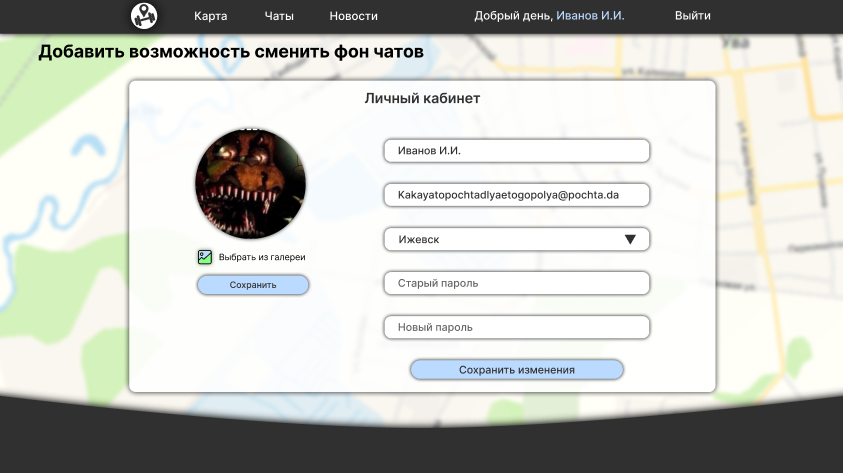 Карта Чаты Новости Добрый день, Иванов И.И. Выйти
Добавить возможность сменить фон чатов
Личный кабинет
Иванов И.И.
Kakayatopochtadlyaetogopolya@pochta.da
Ижевск
Выбрать из галереи
Сохранить
Старый пароль
Новый пароль
Сохранить изменения
Ува